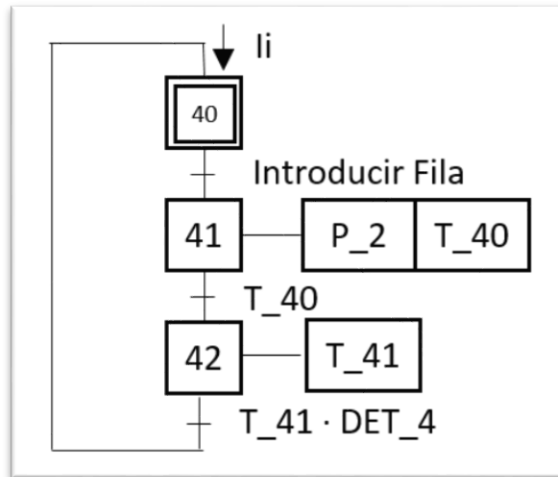 Ii
40
Introducir Fila
41 P_2 T_40
T_40
42 T_41
T_41 · DET_4